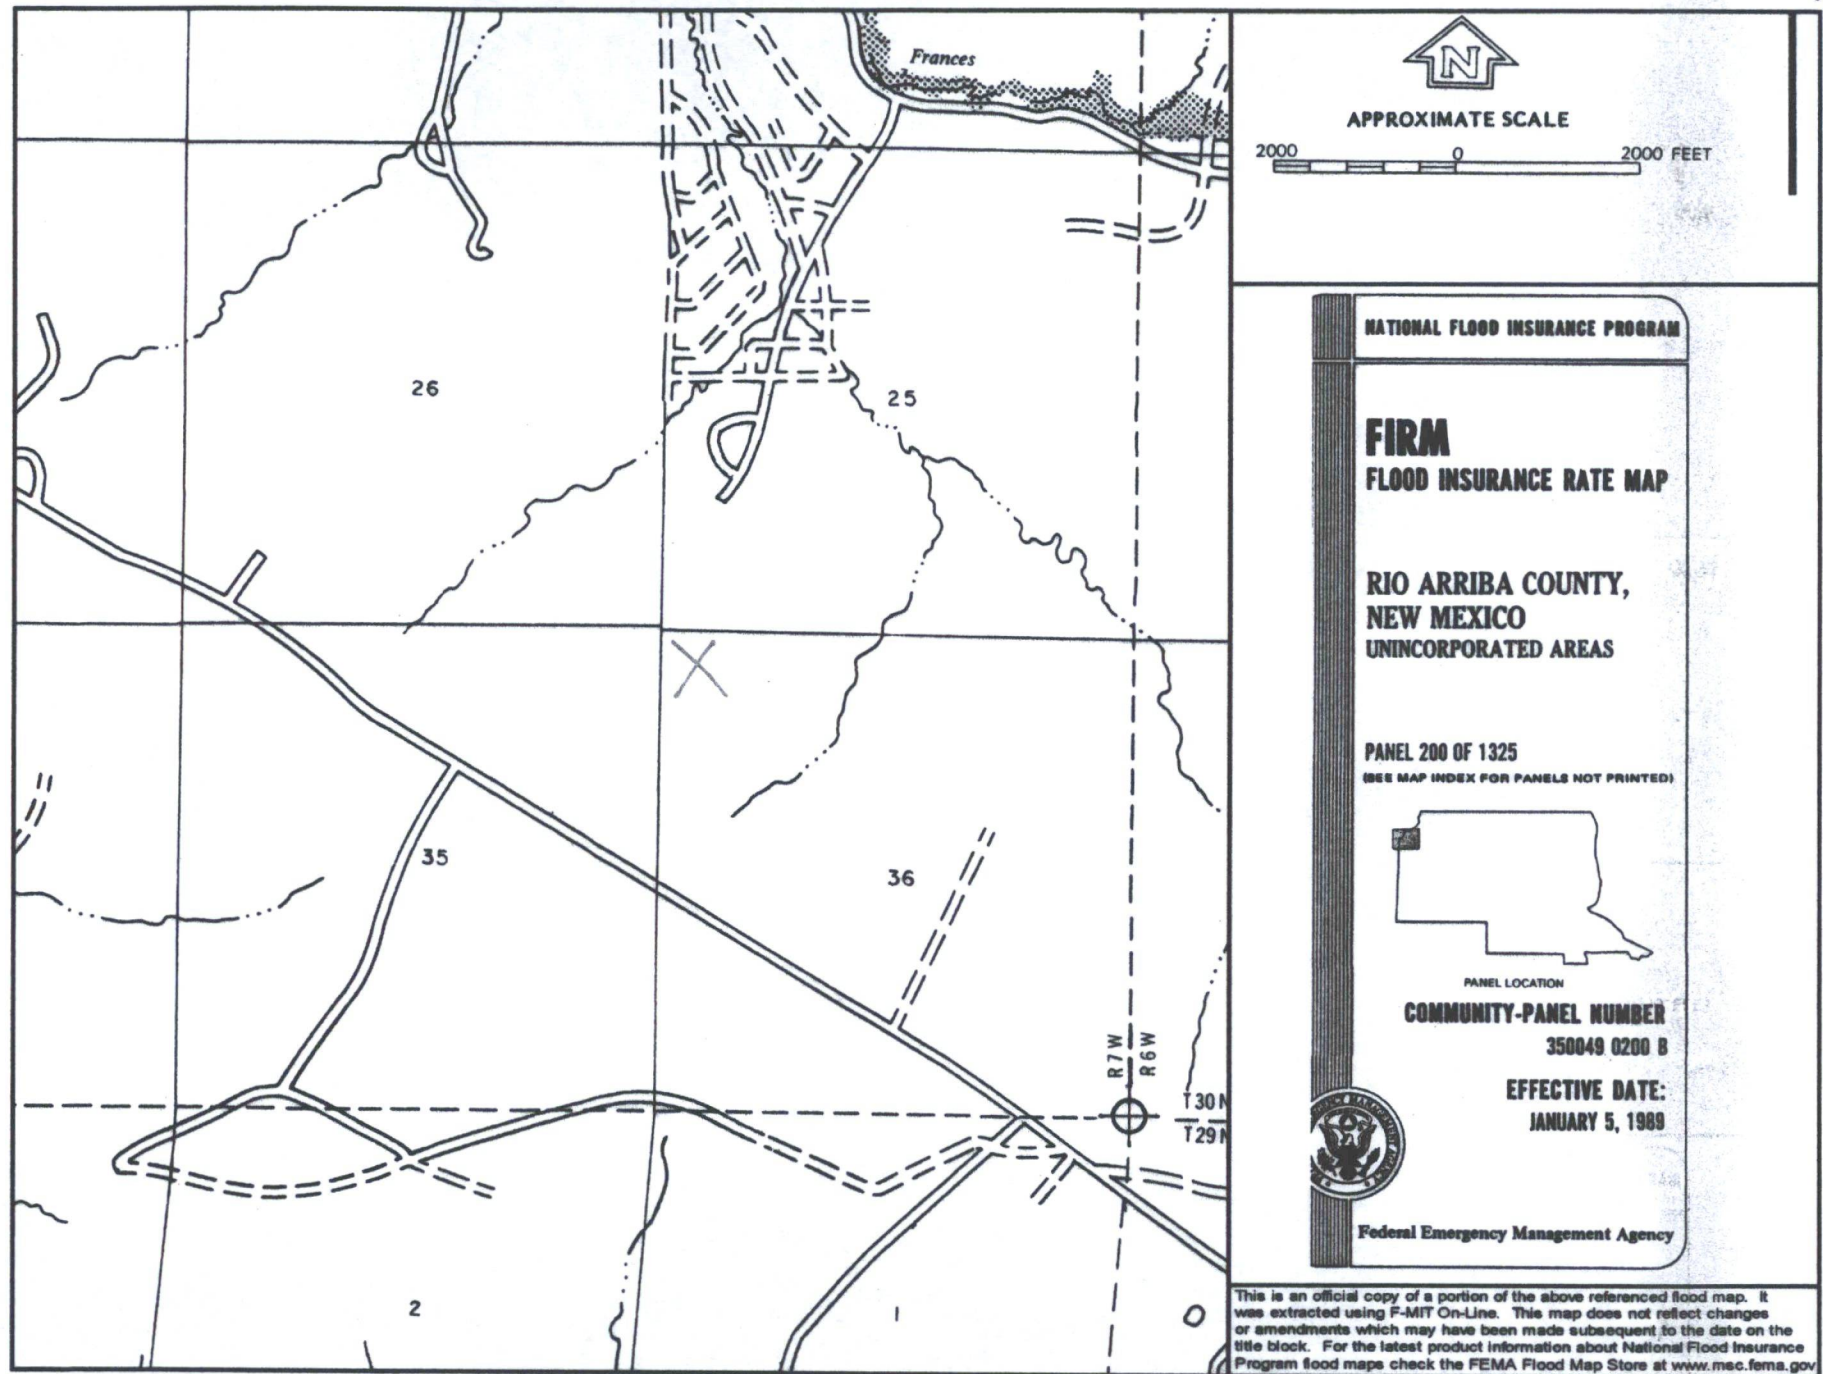 Frances
26
25
35
36
R7W
R6W
T30N
T29N
2
1
N
APPROXIMATE SCALE
2000 0 2000 FEET
NATIONAL FLOOD INSURANCE PROGRAM
FIRM
FLOOD INSURANCE RATE MAP
RIO ARRIBA COUNTY,
NEW MEXICO
UNINCORPORATED AREAS
PANEL 200 OF 1325
(SEE MAP INDEX FOR PANELS NOT PRINTED)
PANEL LOCATION
COMMUNITY-PANEL NUMBER
350049 0200 B
EFFECTIVE DATE:
JANUARY 5, 1989
Federal Emergency Management Agency
This is an official copy of a portion of the above referenced flood map. It
was extracted using F-MIT On-Line. This map does not reflect changes
or amendments which may have been made subsequent to the date on the
title block. For the latest product information about National Flood Insurance
Program flood maps check the FEMA Flood Map Store at www.msc.fema.gov